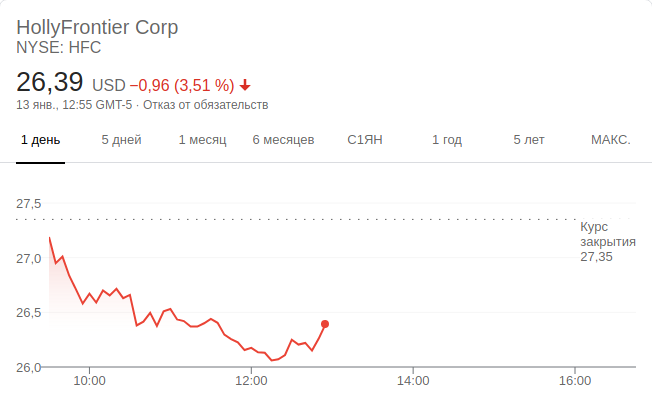 HollyFrontier Corp
NYSE: HFC
26,39 USD −0,96 (3,51 %)
13 янв., 12:55 GMT-5 · Отказ от обязательств
1 день 5 дней 1 месяц 6 месяцев С1ЯН 1 год 5 лет МАКС.
27,5
Курс
закрытия
27,35
27,0
26,5
26,0
10:00 12:00 14:00 16:00